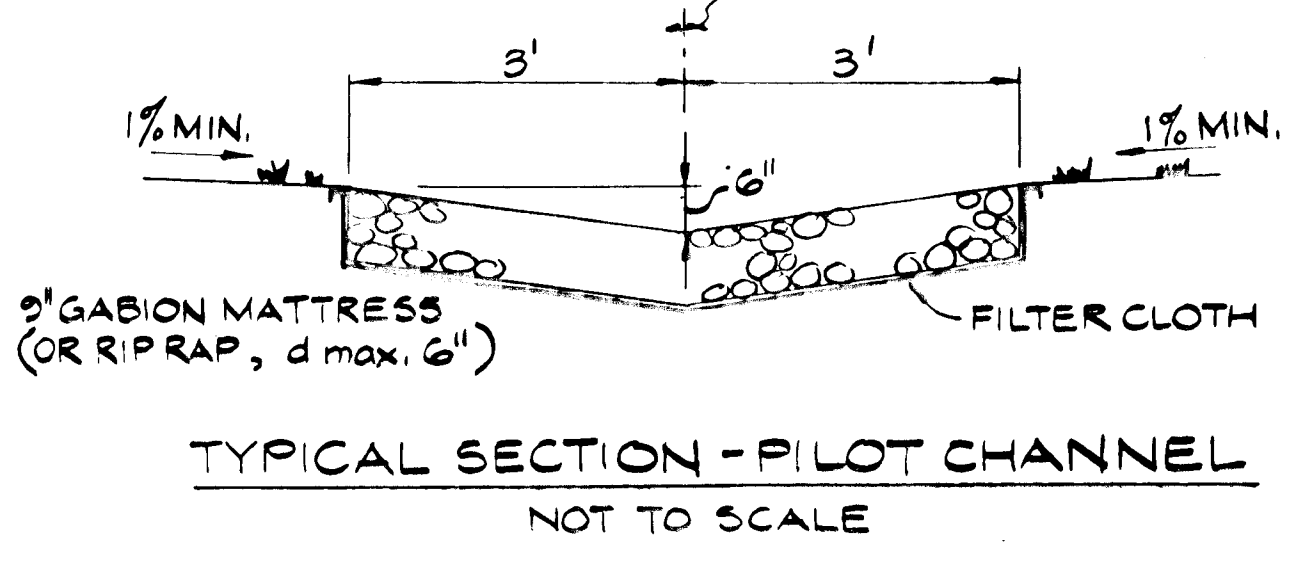 3' 3'
1% MIN. 1% MIN.
6"
9" GABION MATTRESS
(OR RIP RAP, d max. 6")
FILTER CLOTH
TYPICAL SECTION - PILOT CHANNEL
NOT TO SCALE